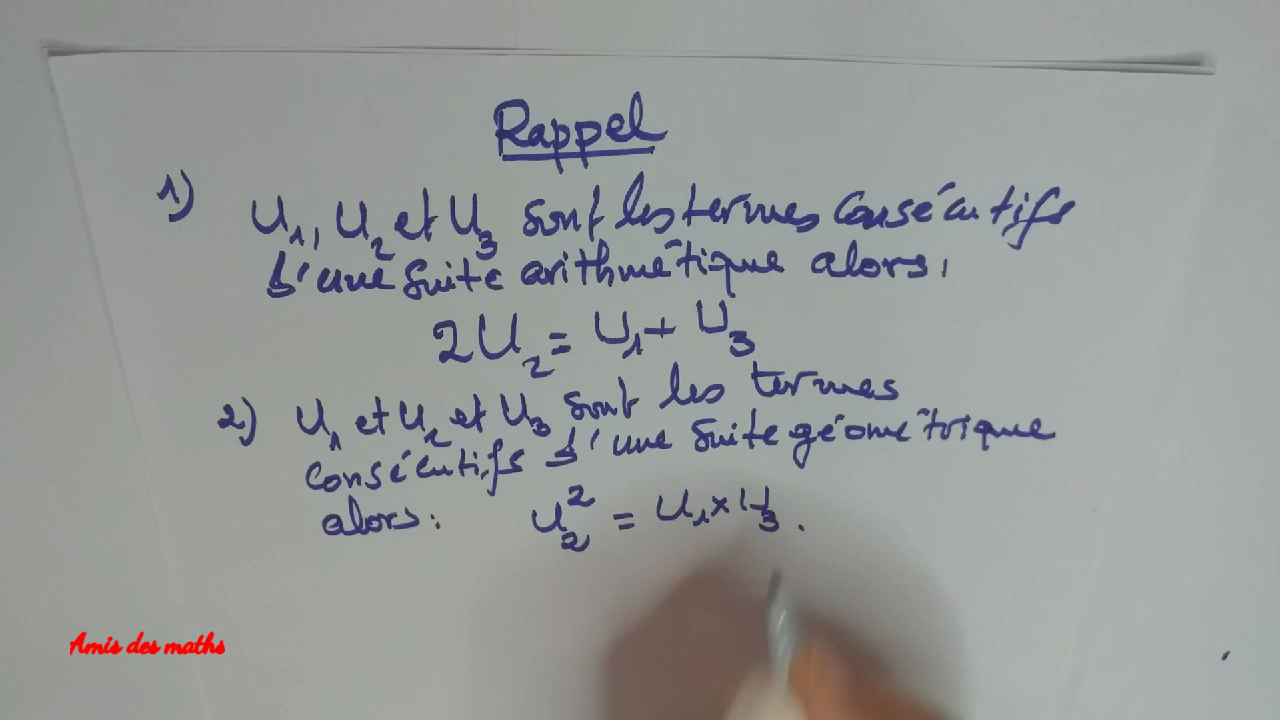 Rappel
1) U₁, U₂ et U₃ sont les termes consécutifs
d'une suite arithmétique alors,
2U₂ = U₁ + U₃
2) U₁ et U₂ et U₃ sont les termes
consécutifs d'une suite géométrique
alors: U₂² = U₁ × U₃.
Amis des maths